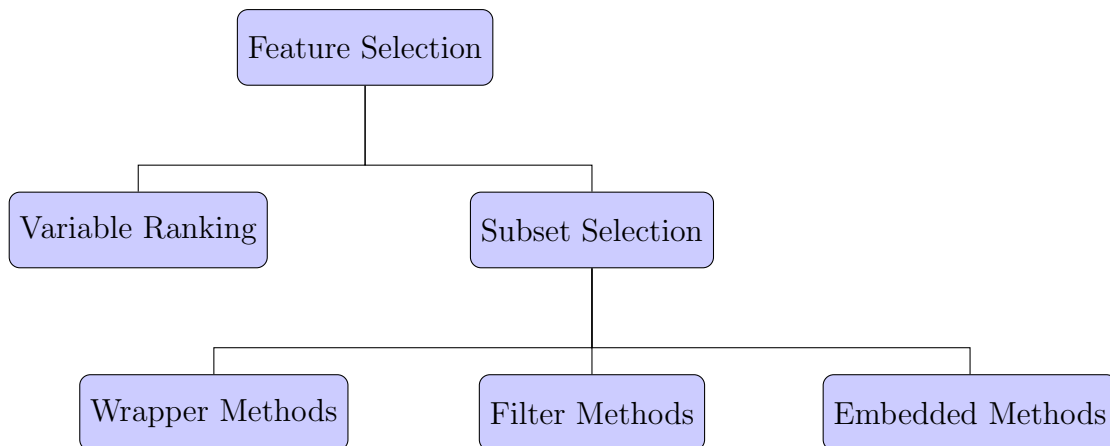 Feature Selection
Variable Ranking
Subset Selection
Wrapper Methods
Filter Methods
Embedded Methods